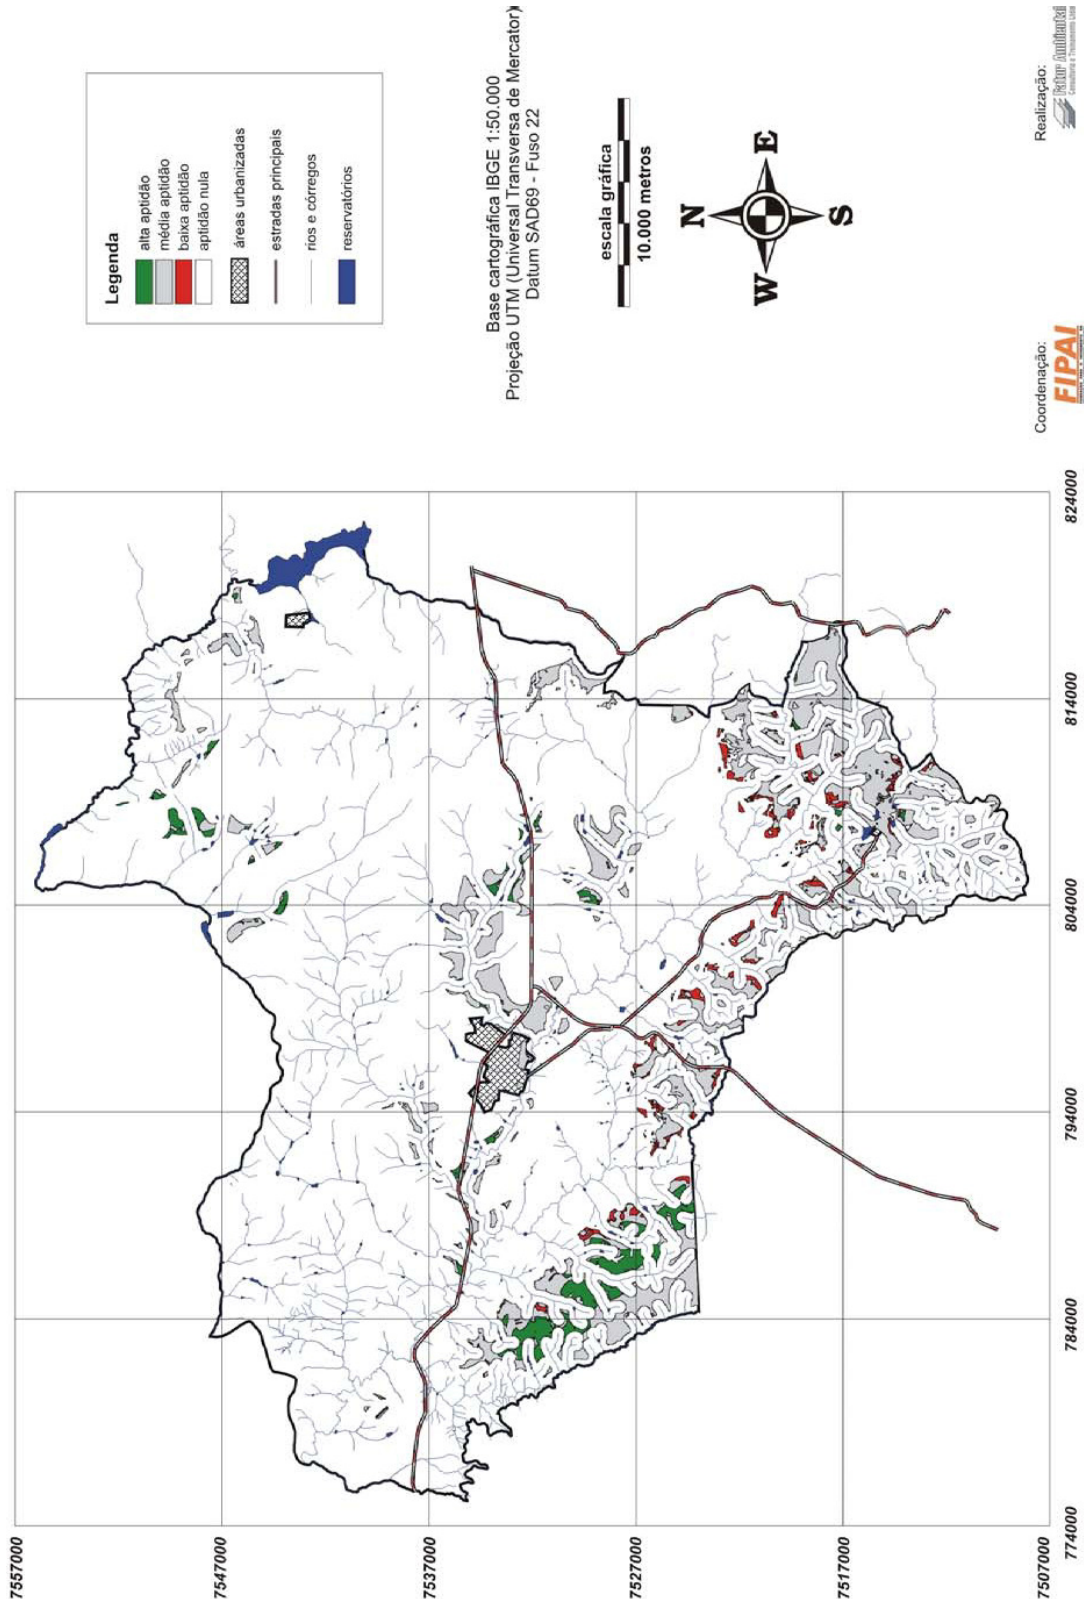 Legenda
alta aptidão
média aptidão
baixa aptidão
aptidão nula
áreas urbanizadas
estradas principais
rios e córregos
reservatórios
Base cartográfica IBGE 1:50.000
Projeção UTM (Universal Transversa de Mercator)
Datum SAD69 - Fuso 22
escala gráfica
10.000 metros
N
W
E
S
Coordenação:
FIPAI
Realização:
Fator Ambiental
7557000
7547000
7537000
7527000
7517000
7507000
774000
784000
794000
804000
814000
824000